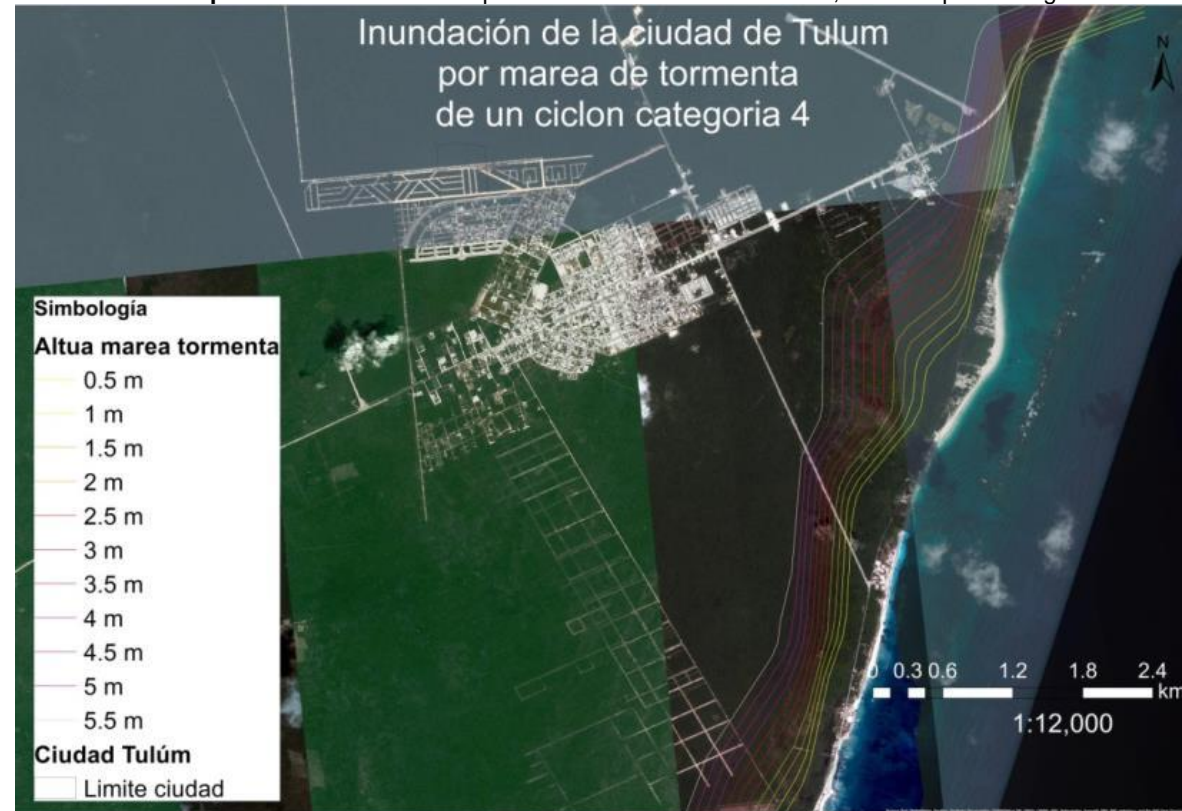 Inundación de la ciudad de Tulum
por marea de tormenta
de un ciclon categoria 4
N
Simbología
Altua marea tormenta
0.5 m
1 m
1.5 m
2 m
2.5 m
3 m
3.5 m
4 m
4.5 m
5 m
5.5 m
Ciudad Tulúm
Limite ciudad
0 0.3 0.6 1.2 1.8 2.4
km
1:12,000